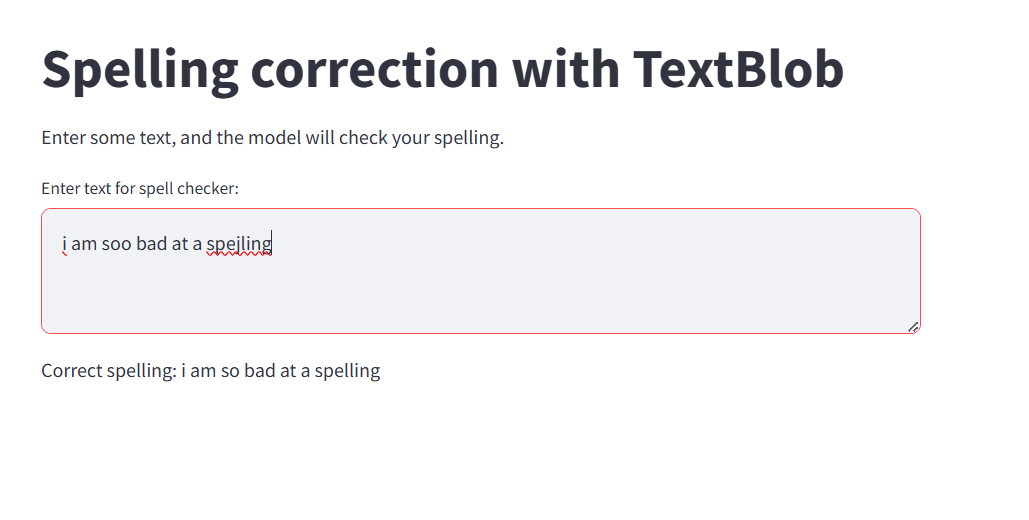 Spelling correction with TextBlob
Enter some text, and the model will check your spelling.
Enter text for spell checker:
i am soo bad at a spejling
Correct spelling: i am so bad at a spelling